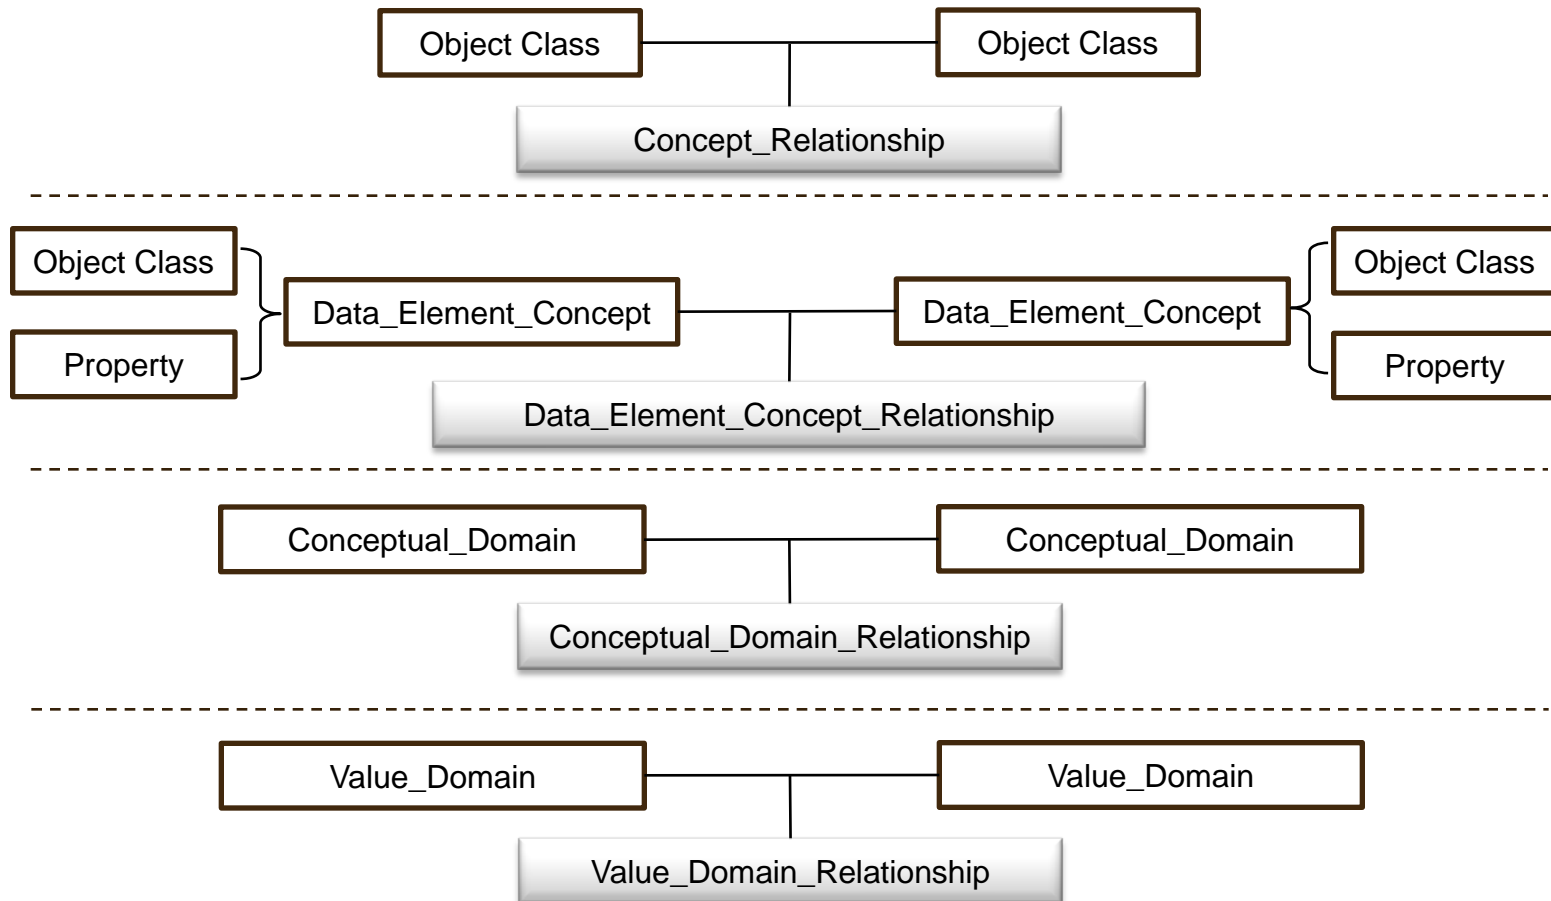 Object Class
Object Class
Concept_Relationship
Object Class
Property
Data_Element_Concept
Data_Element_Concept
Object Class
Property
Data_Element_Concept_Relationship
Conceptual_Domain
Conceptual_Domain
Conceptual_Domain_Relationship
Value_Domain
Value_Domain
Value_Domain_Relationship